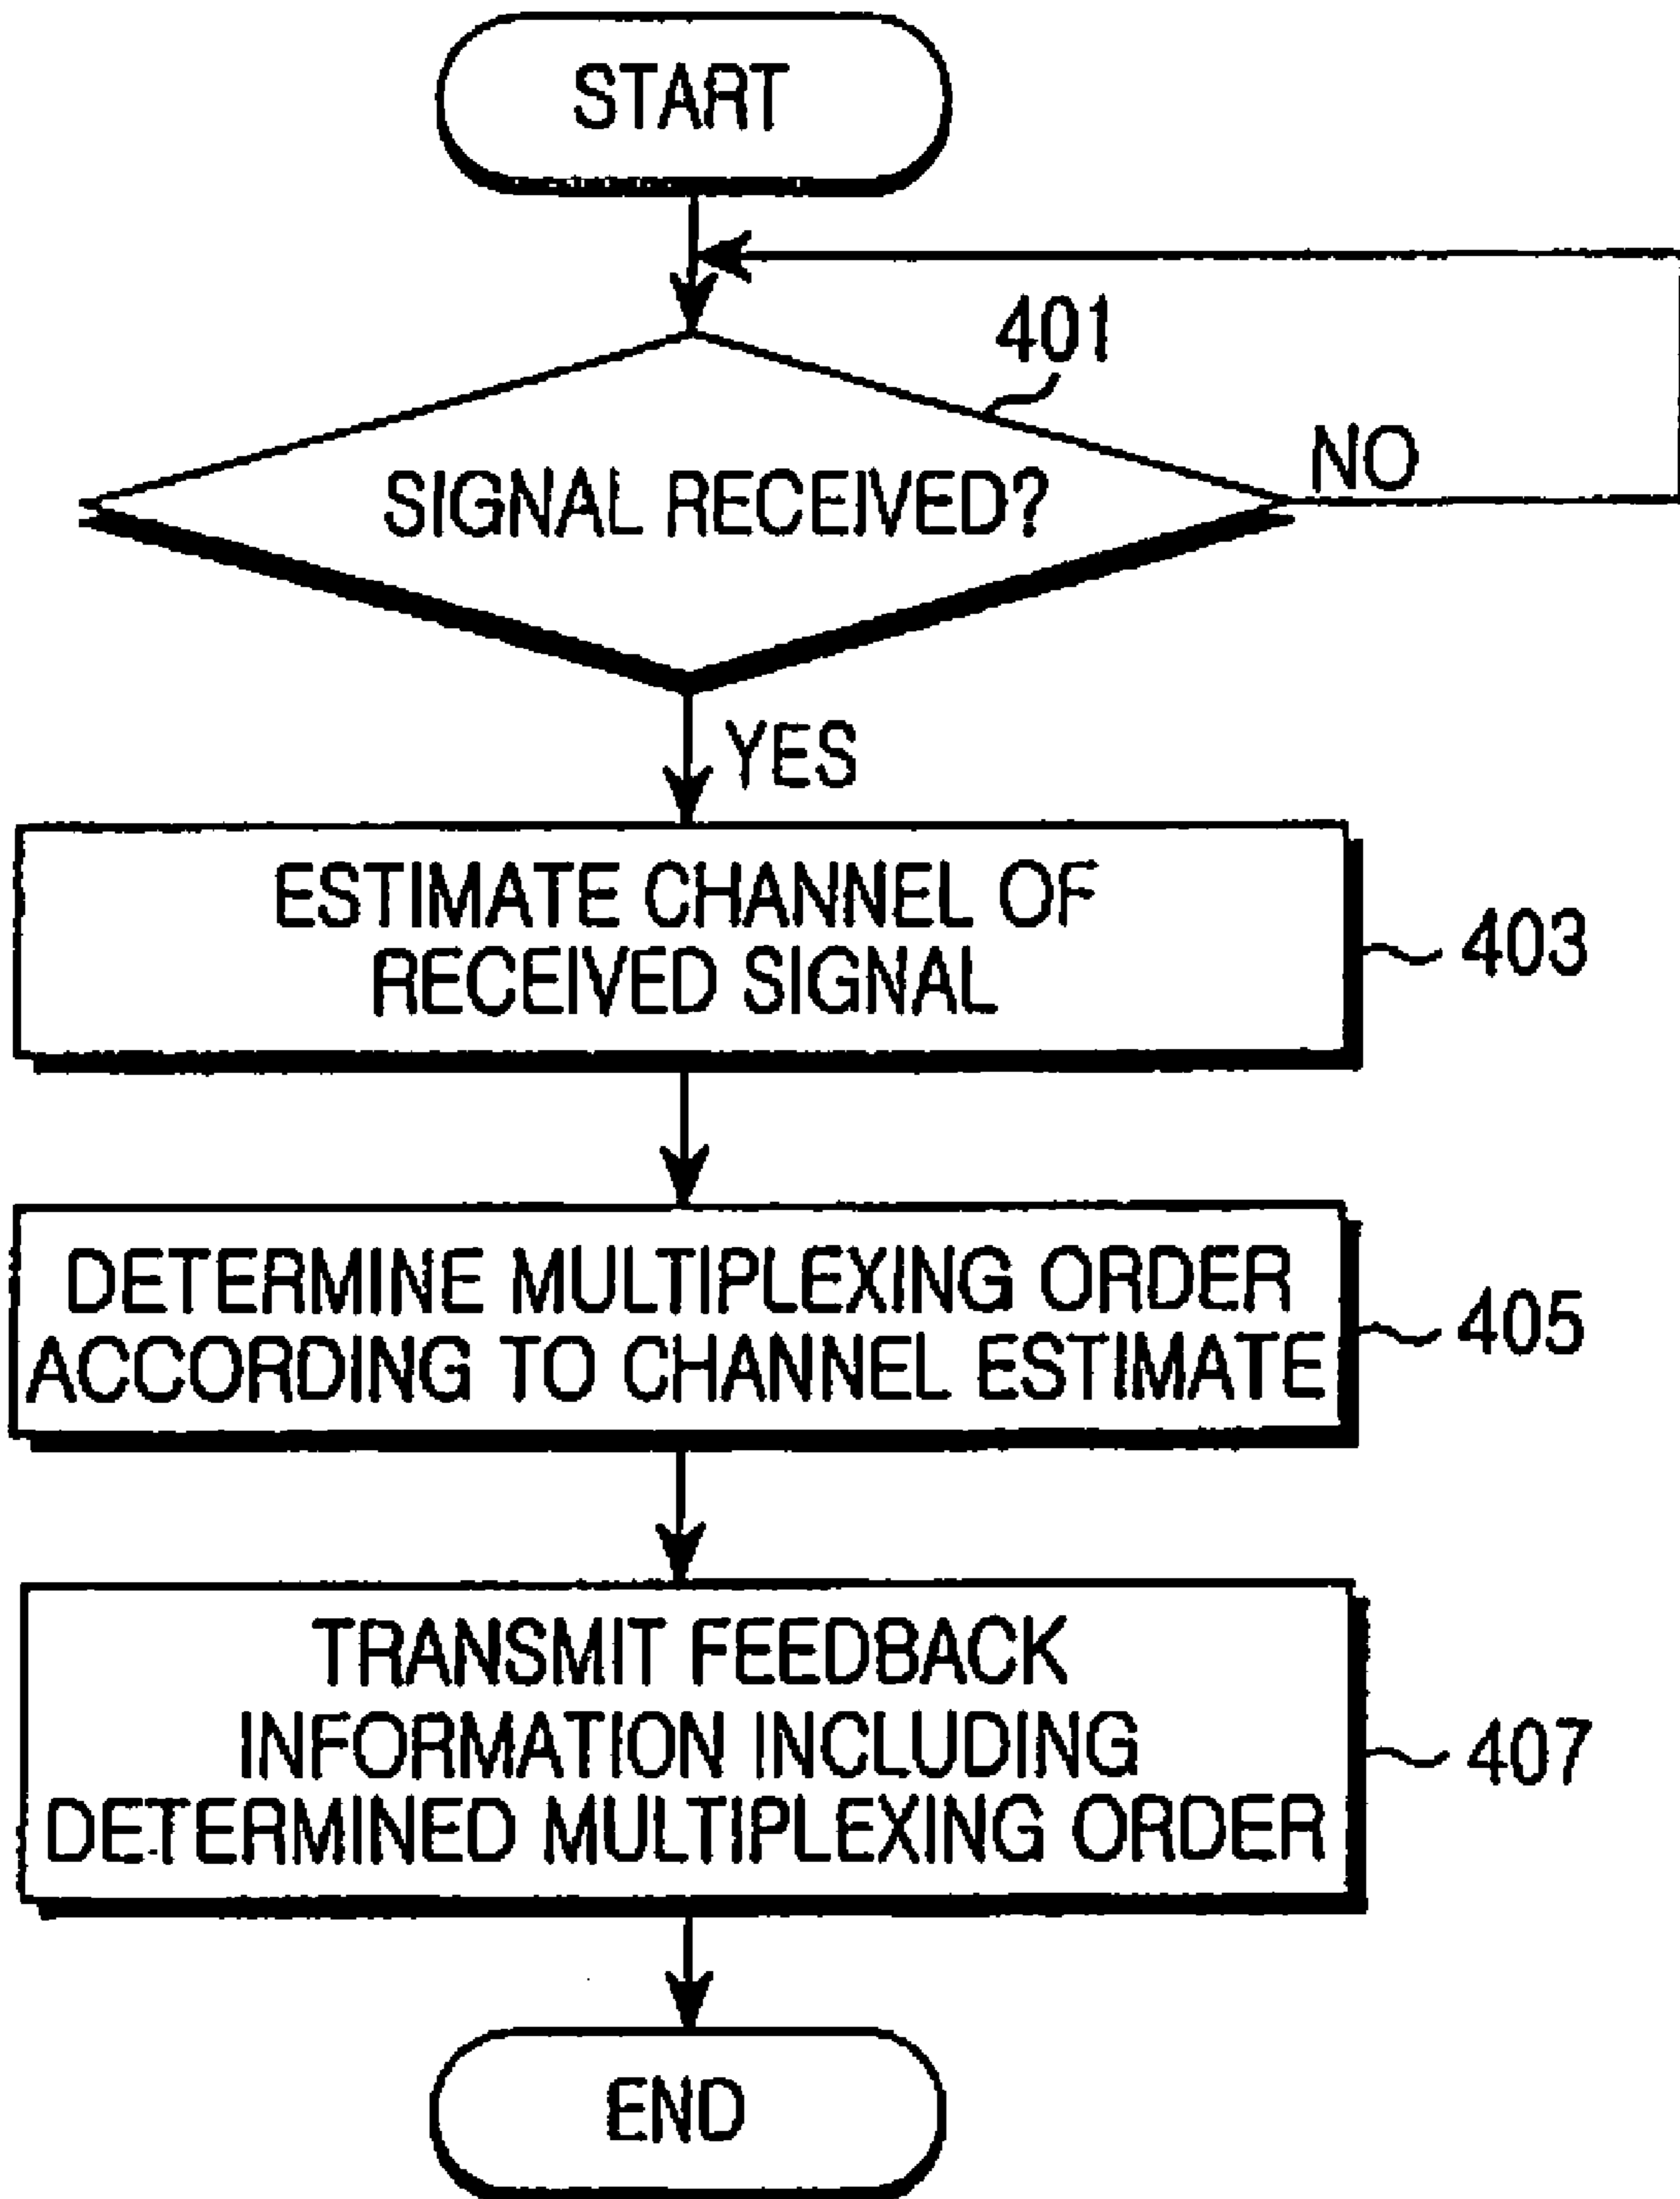 START
401
SIGNAL RECEIVED?
NO
YES
ESTIMATE CHANNEL OF
RECEIVED SIGNAL
403
DETERMINE MULTIPLEXING ORDER
ACCORDING TO CHANNEL ESTIMATE
405
TRANSMIT FEEDBACK
INFORMATION INCLUDING
DETERMINED MULTIPLEXING ORDER
407
END